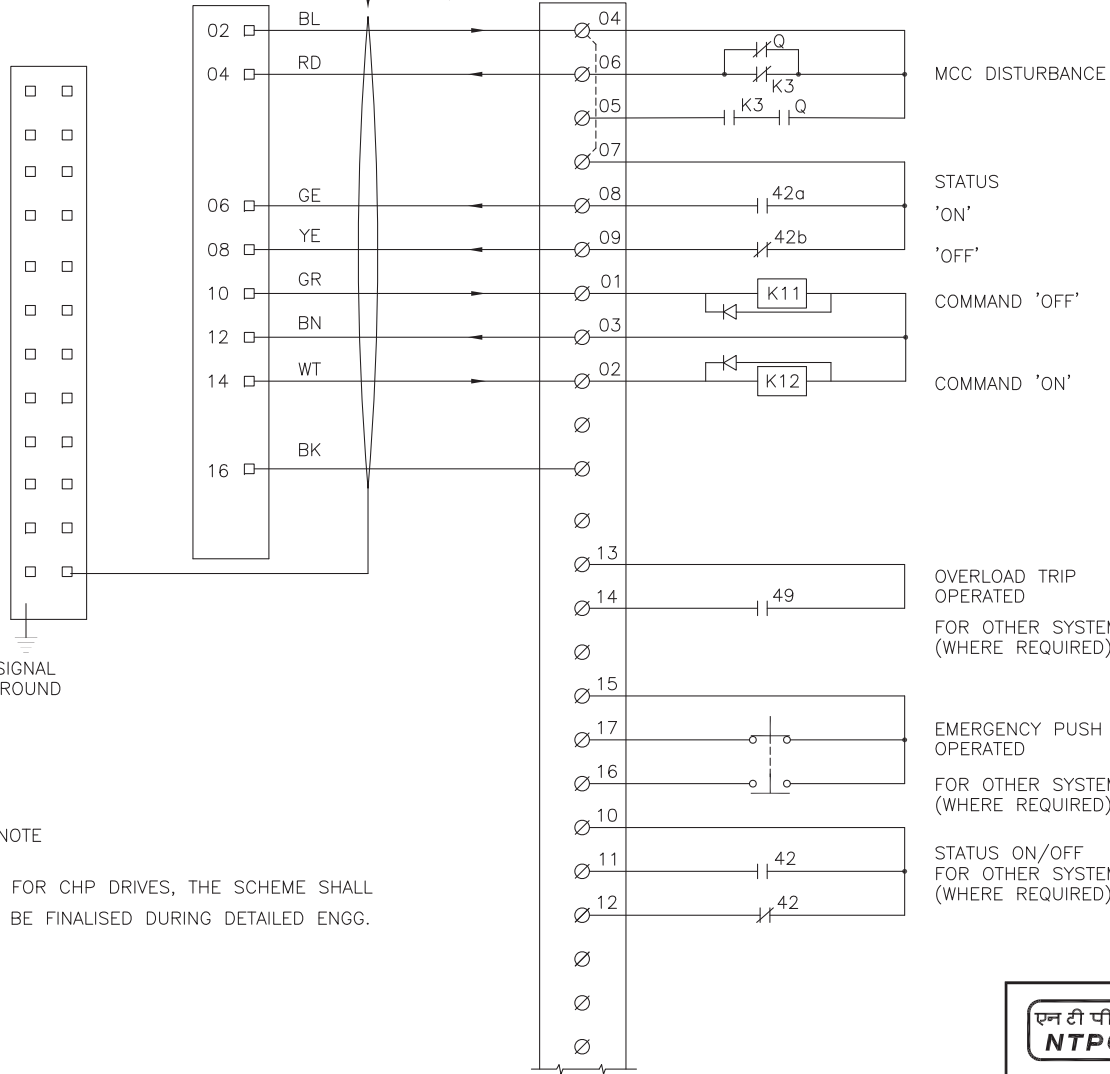 02 BL 04
Q
04 RD 06 MCC DISTURBANCE
K3
05 K3 Q
07
STATUS
06 GE 08 42a 'ON'
08 YE 09 42b 'OFF'
10 GR 01 K11 COMMAND 'OFF'
12 BN 03
14 WT 02 K12 COMMAND 'ON'
16 BK
13
OVERLOAD TRIP
OPERATED
14 49
FOR OTHER SYSTEM
(WHERE REQUIRED)
SIGNAL
GROUND
15
17 EMERGENCY PUSH
OPERATED
16 FOR OTHER SYSTEM
(WHERE REQUIRED)
NOTE
10
STATUS ON/OFF
11 42 FOR OTHER SYSTEM
(WHERE REQUIRED)
FOR CHP DRIVES, THE SCHEME SHALL
12 42
BE FINALISED DURING DETAILED ENGG.
एन टी पी
NTPC